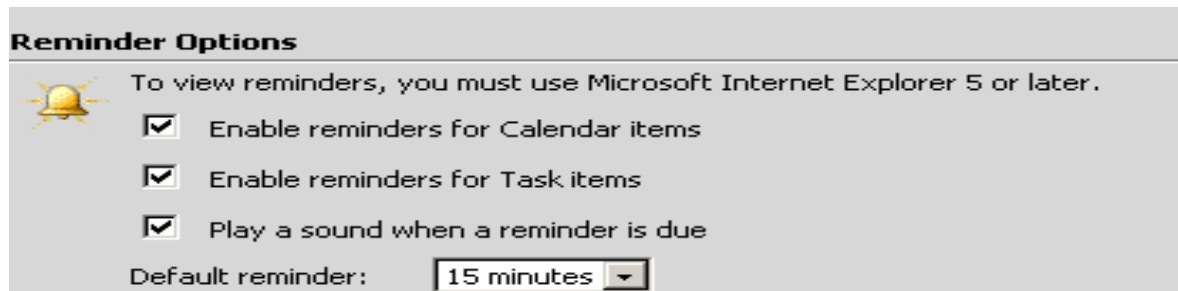 Reminder Options
To view reminders, you must use Microsoft Internet Explorer 5 or later.
Enable reminders for Calendar items
Enable reminders for Task items
Play a sound when a reminder is due
Default reminder: 15 minutes